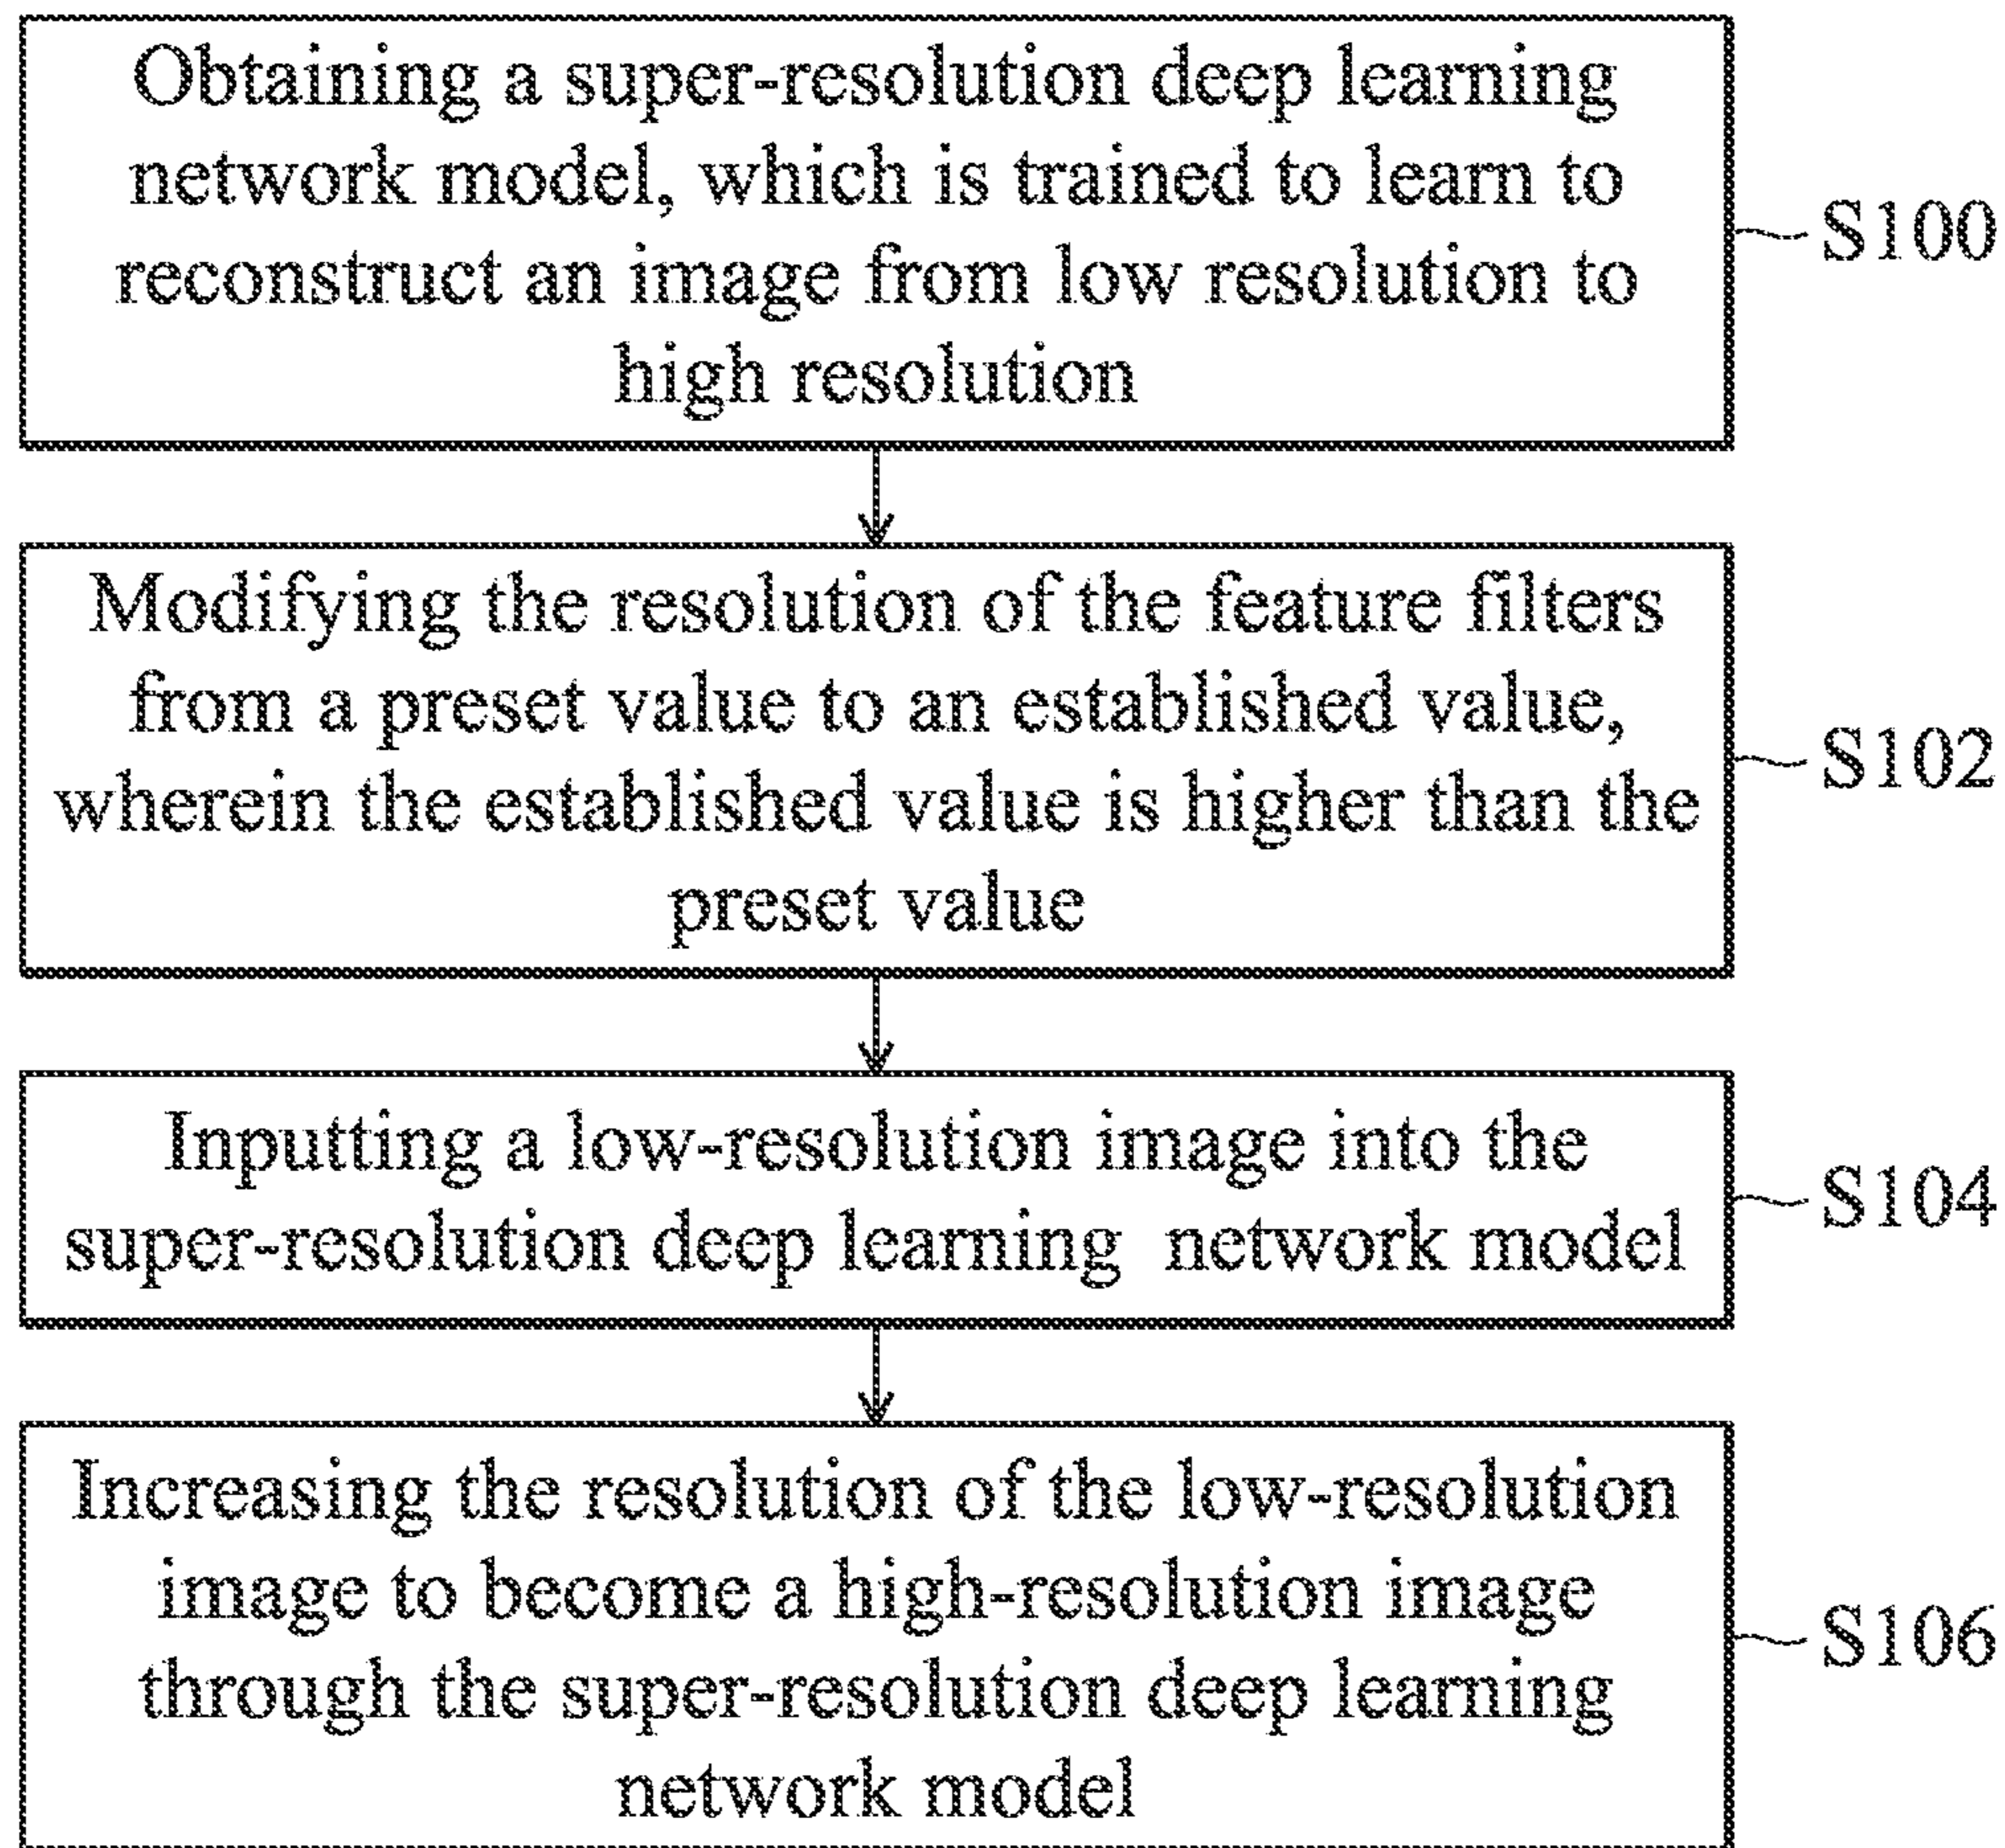 Obtaining a super-resolution deep learning
network model, which is trained to learn to
reconstruct an image from low resolution to
high resolution
S100
Modifying the resolution of the feature filters
from a preset value to an established value,
wherein the established value is higher than the
preset value
S102
Inputting a low-resolution image into the
super-resolution deep learning network model
S104
Increasing the resolution of the low-resolution
image to become a high-resolution image
through the super-resolution deep learning
network model
S106